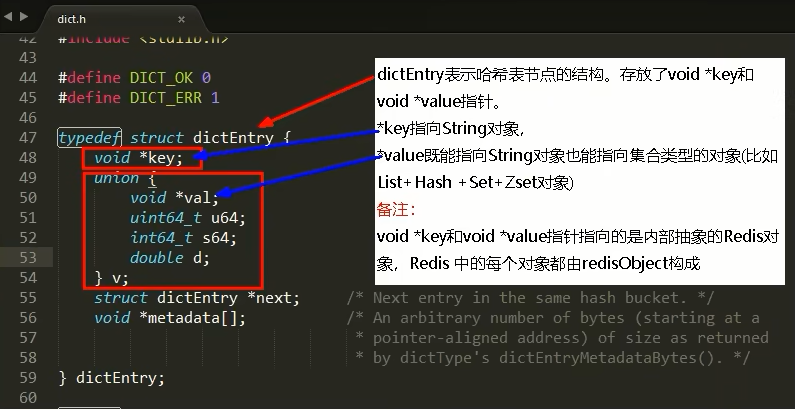 dict.h ×
42 #include <stdlib.h>
43
44 #define DICT_OK 0
45 #define DICT_ERR 1
46
47 typedef struct dictEntry {
48 void *key;
49 union {
50 void *val;
51 uint64_t u64;
52 int64_t s64;
53 double d;
54 } v;
55 struct dictEntry *next; /* Next entry in the same hash bucket. */
56 void *metadata[]; /* An arbitrary number of bytes (starting at a
57 * pointer-aligned address) of size as returned
58 * by dictType's dictEntryMetadataBytes(). */
59 } dictEntry;
60
dictEntry表示哈希表节点的结构。存放了void *key和
void *value指针。
*key指向String对象，
*value既能指向String对象也能指向集合类型的对象(比如
List+ Hash +Set+Zset对象)
备注：
void *key和void *value指针指向的是内部抽象的Redis对
象，Redis 中的每个对象都由redisObject构成